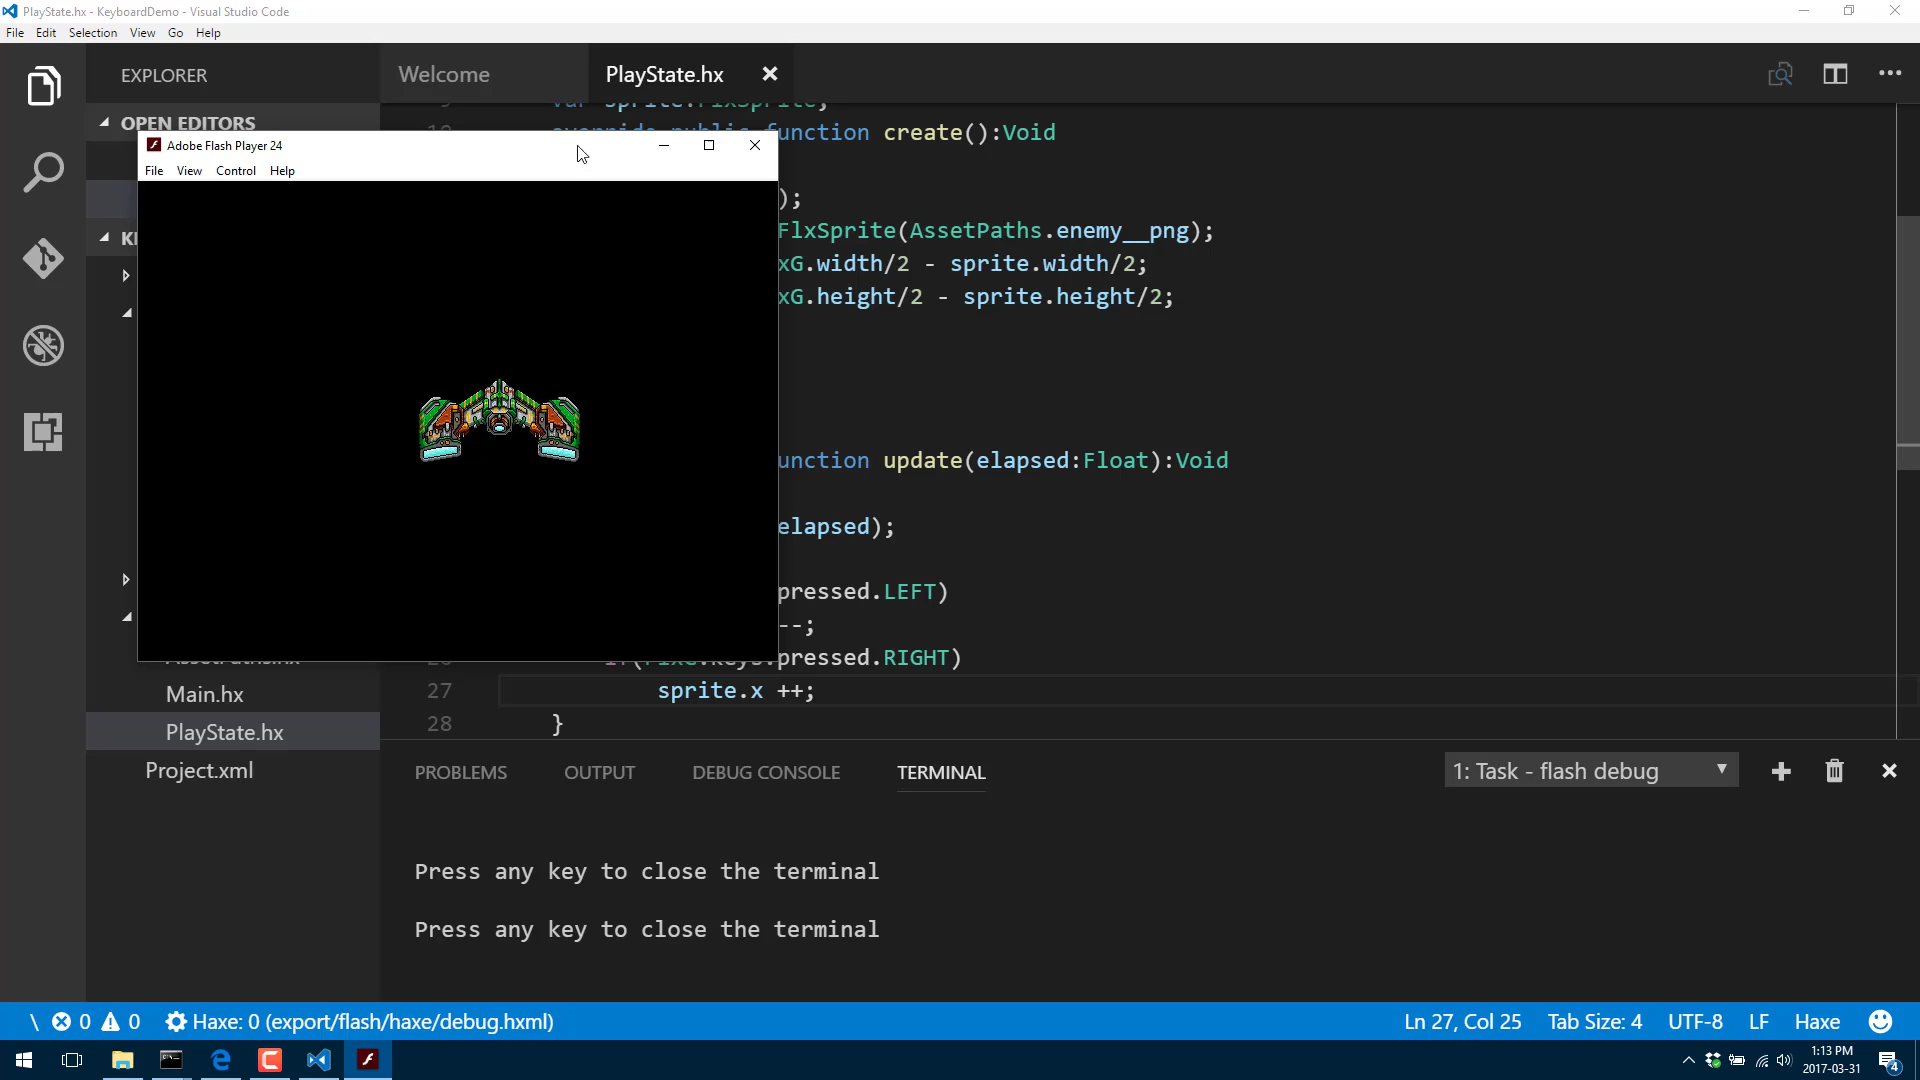 PlayState.hx - KeyboardDemo - Visual Studio Code
File Edit Selection View Go Help
EXPLORER
Welcome
PlayState.hx
OPEN EDITORS
Adobe Flash Player 24
File View Control Help
function create():Void
);
FlxSprite(AssetPaths.enemy__png);
xG.width/2 - sprite.width/2;
xG.height/2 - sprite.height/2;
unction update(elapsed:Float):Void
elapsed);
pressed.LEFT)
--;
pressed.RIGHT)
27 sprite.x ++;
28 }
Main.hx
PlayState.hx
Project.xml
PROBLEMS OUTPUT DEBUG CONSOLE TERMINAL
1: Task - flash debug
Press any key to close the terminal
Press any key to close the terminal
\ 0 0 Haxe: 0 (export/flash/haxe/debug.hxml)
Ln 27, Col 25 Tab Size: 4 UTF-8 LF Haxe
1:13 PM
2017-03-31
4